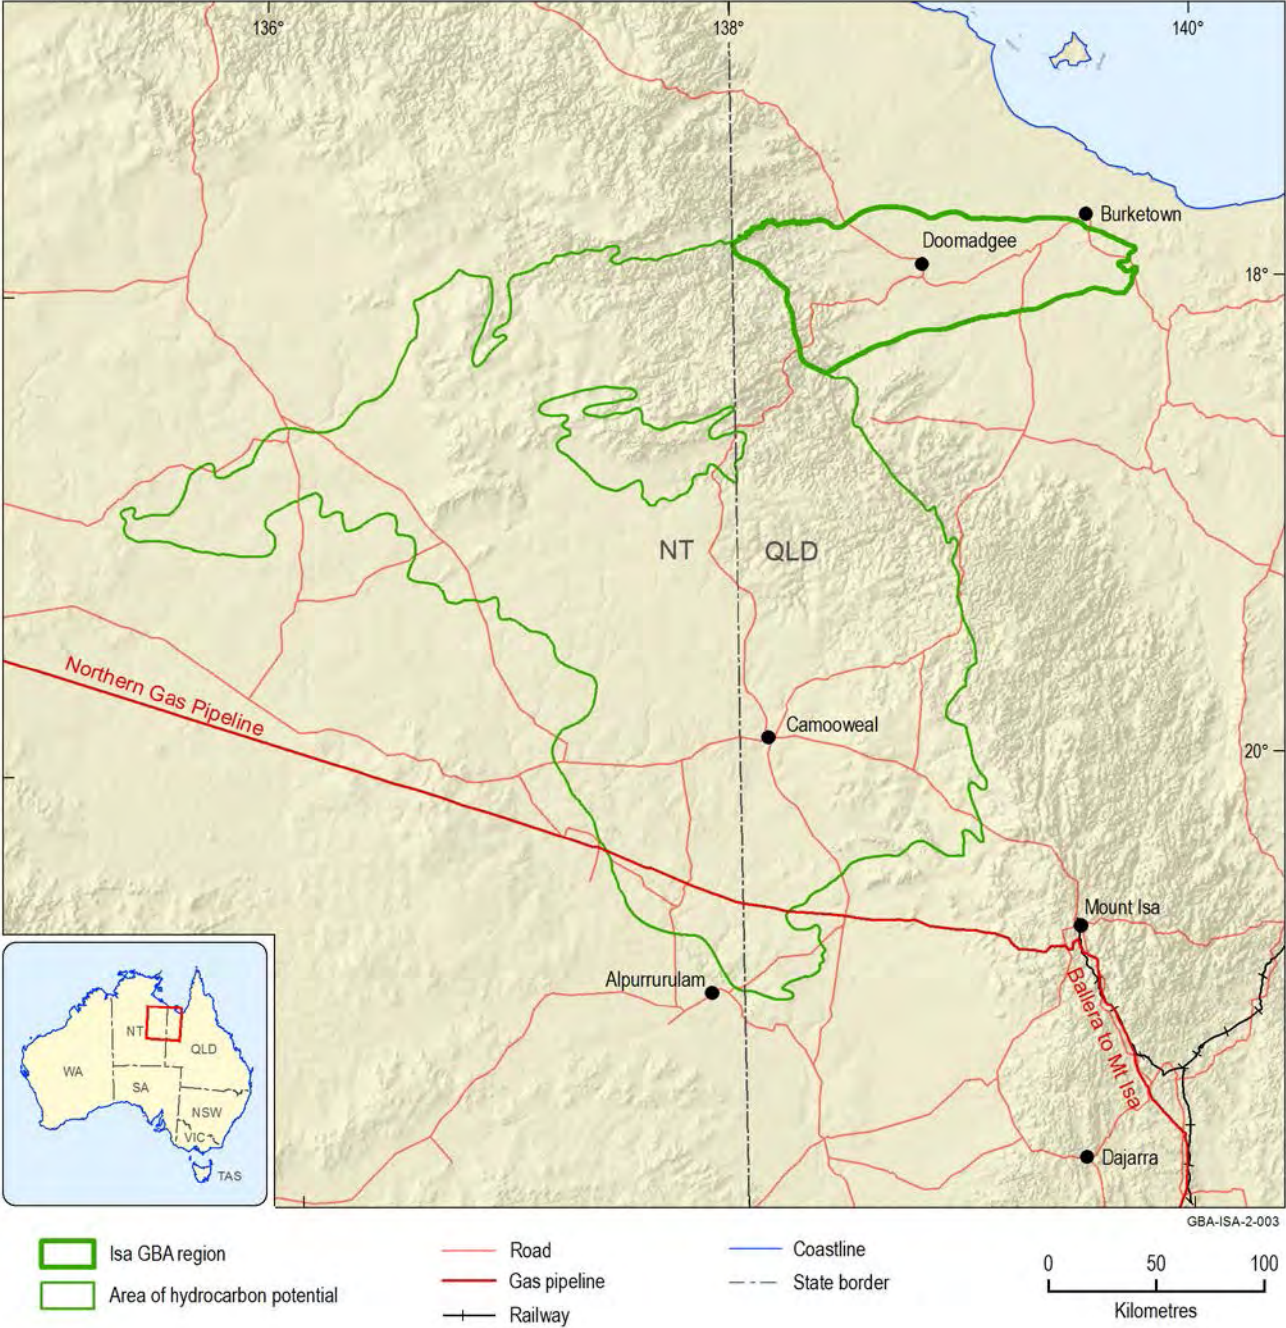 136°
138°
140°
Burketown
Doomadgee
18°
NT
QLD
Northern Gas Pipeline
Camooweal
20°
Mount Isa
Alpurrurulam
Ballera to Mt Isa
Dajarra
NT
QLD
WA
SA
NSW
VIC
TAS
GBA-ISA-2-003
Isa GBA region
Area of hydrocarbon potential
Road
Gas pipeline
Railway
Coastline
State border
0 50 100
Kilometres